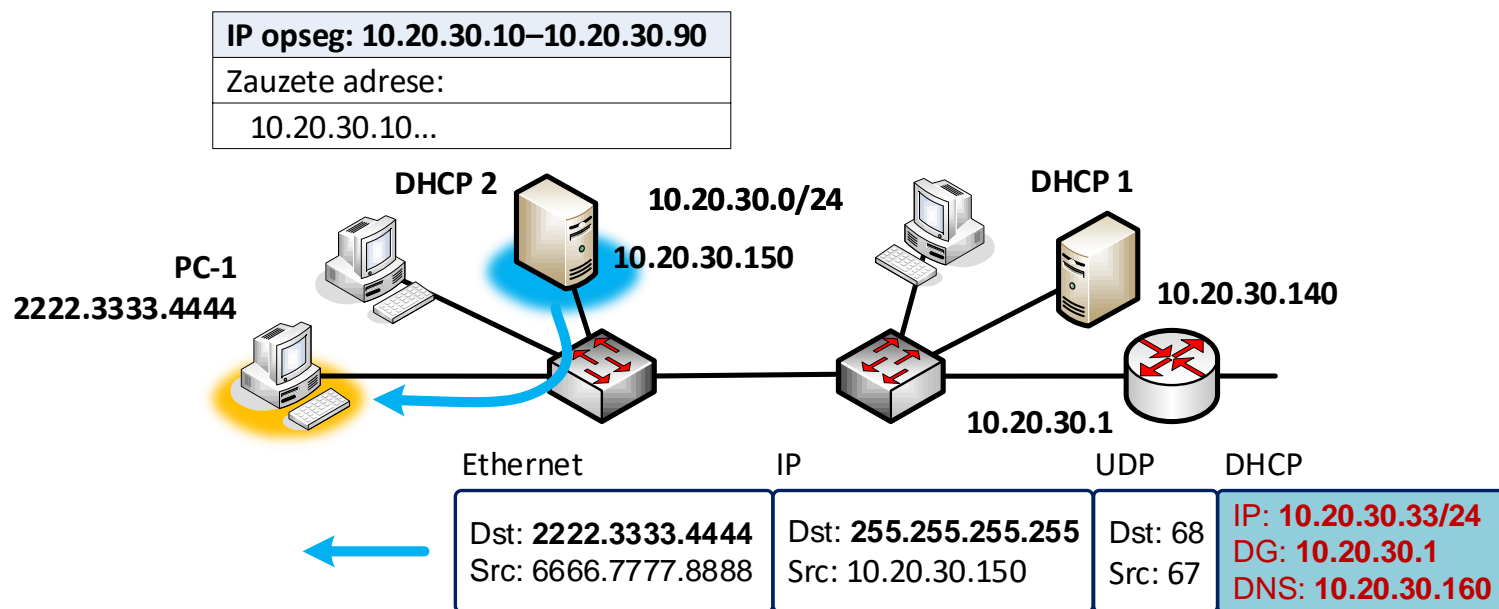 IP opseg: 10.20.30.10–10.20.30.90
Zauzete adrese:
10.20.30.10...
DHCP 2
10.20.30.0/24
DHCP 1
10.20.30.150
PC-1
2222.3333.4444
10.20.30.140
10.20.30.1
Ethernet
IP
UDP
DHCP
Dst: 2222.3333.4444
Src: 6666.7777.8888
Dst: 255.255.255.255
Src: 10.20.30.150
Dst: 68
Src: 67
IP: 10.20.30.33/24
DG: 10.20.30.1
DNS: 10.20.30.160